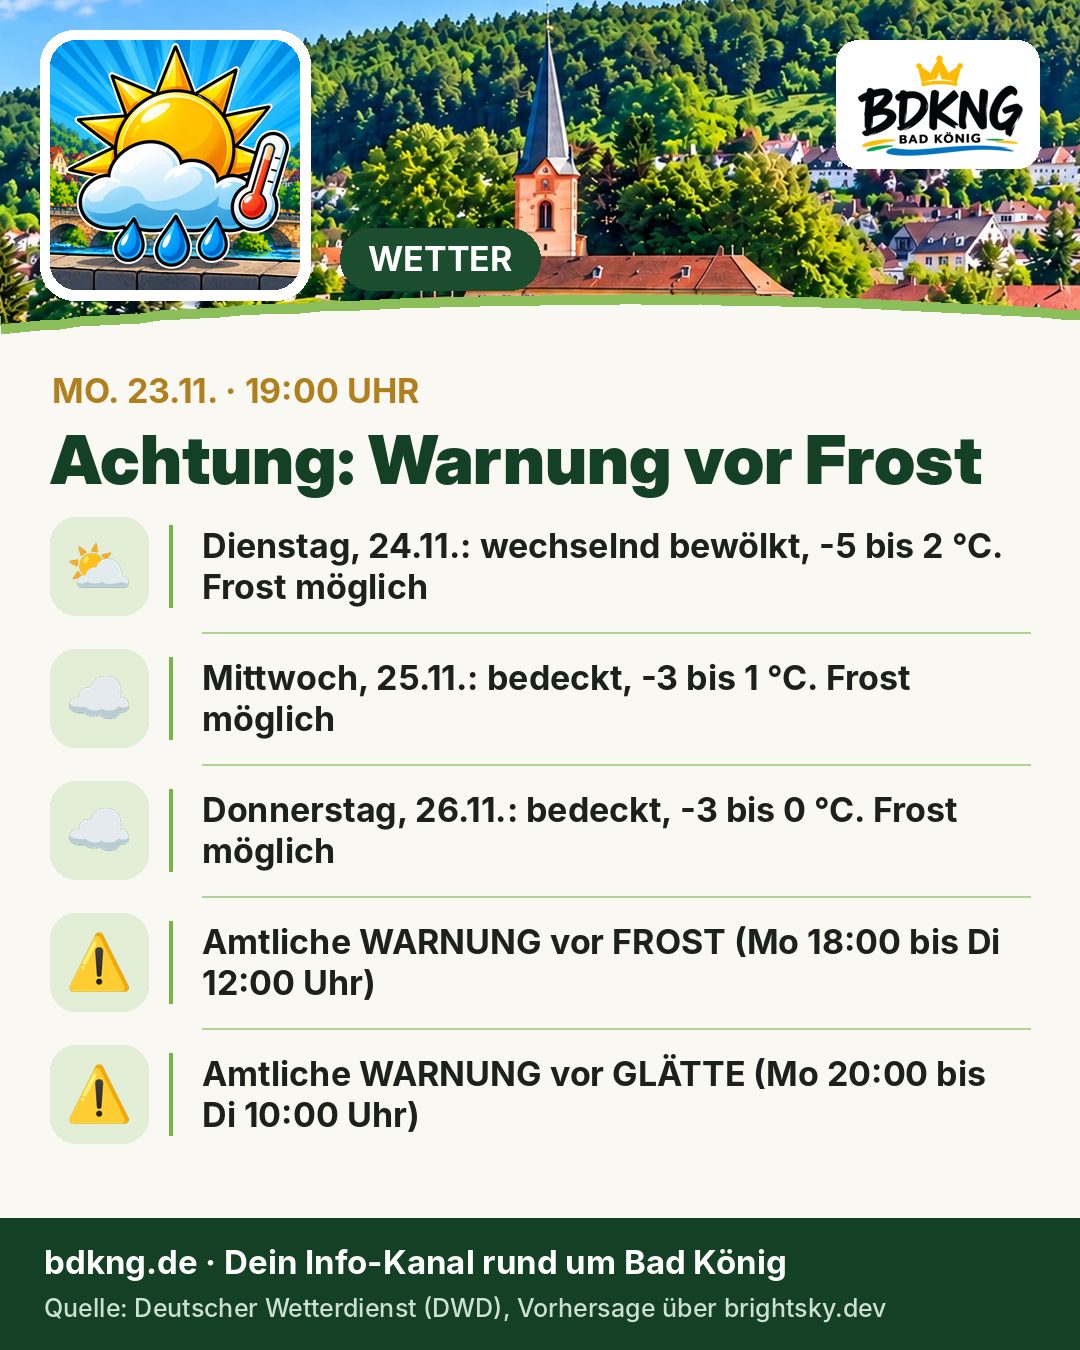 BDKNG
BAD KÖNIG
WETTER
MO. 23.11. · 19:00 UHR
Achtung: Warnung vor Frost
Dienstag, 24.11.: wechselnd bewölkt, -5 bis 2 °C.
Frost möglich
Mittwoch, 25.11.: bedeckt, -3 bis 1 °C. Frost
möglich
Donnerstag, 26.11.: bedeckt, -3 bis 0 °C. Frost
möglich
Amtliche WARNUNG vor FROST (Mo 18:00 bis Di
12:00 Uhr)
Amtliche WARNUNG vor GLÄTTE (Mo 20:00 bis
Di 10:00 Uhr)
bdkng.de · Dein Info-Kanal rund um Bad König
Quelle: Deutscher Wetterdienst (DWD), Vorhersage über brightsky.dev